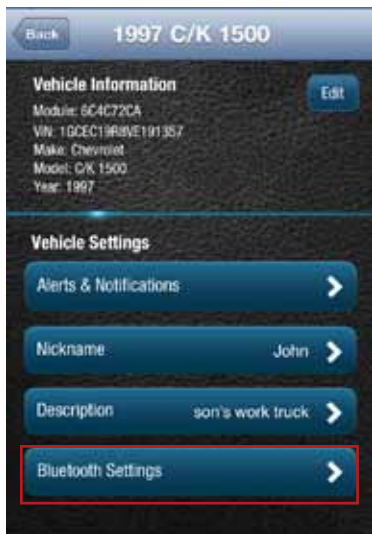 Back 1997 C/K 1500
Vehicle Information
Edit
Module: 6C4C72CA
VIN: 1GCEC19R8VE191357
Make: Chevrolet
Model: C/K 1500
Year: 1997
Vehicle Settings
Alerts & Notifications
Nickname John
Description son's work truck
Bluetooth Settings